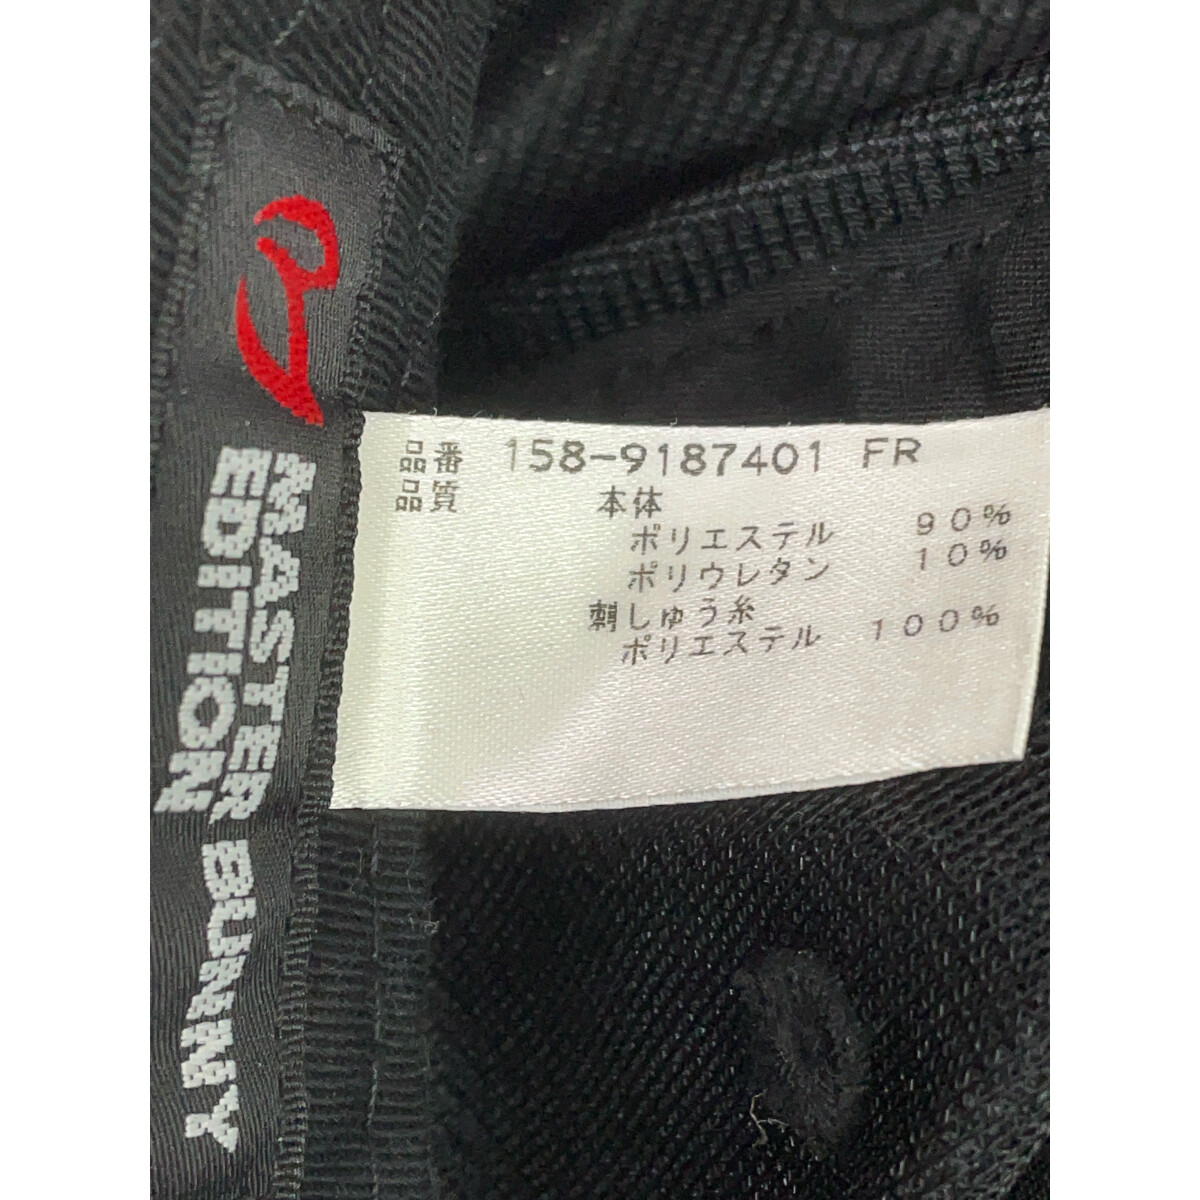 MASTER BUNNY
EDITION
品番 158-9187401 FR
品質 本体
ポリエステル 90%
ポリウレタン 10%
刺しゅう糸
ポリエステル 100%